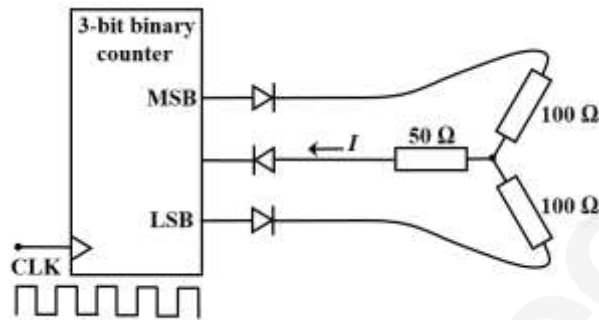 3-bit binary
counter
MSB
100 Ω
50 Ω
I
LSB
100 Ω
CLK